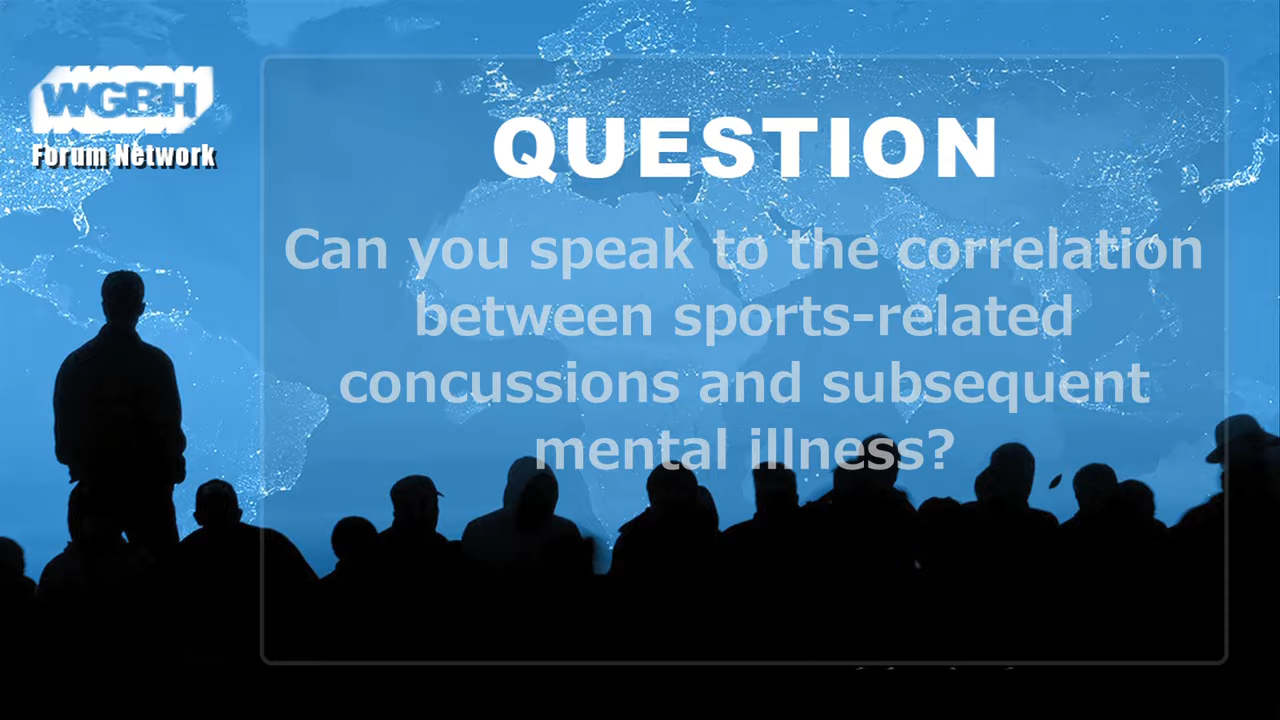 WGBH
Forum Network
QUESTION
Can you speak to the correlation
between sports-related
concussions and subsequent
mental illness?